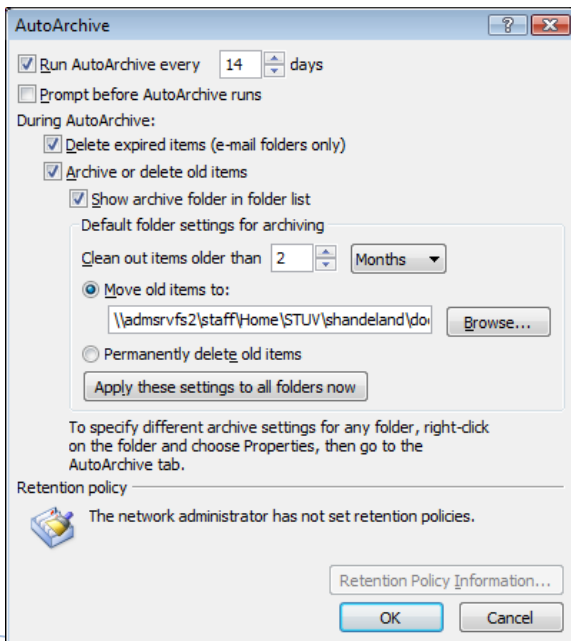 AutoArchive
Run AutoArchive every 14 days
Prompt before AutoArchive runs
During AutoArchive:
Delete expired items (e-mail folders only)
Archive or delete old items
Show archive folder in folder list
Default folder settings for archiving
Clean out items older than 2 Months
Move old items to:
\\admsrvfs2\staff\Home\STUV\shandeland\do Browse...
Permanently delete old items
Apply these settings to all folders now
To specify different archive settings for any folder, right-click
on the folder and choose Properties, then go to the
AutoArchive tab.
Retention policy
The network administrator has not set retention policies.
Retention Policy Information...
OK Cancel